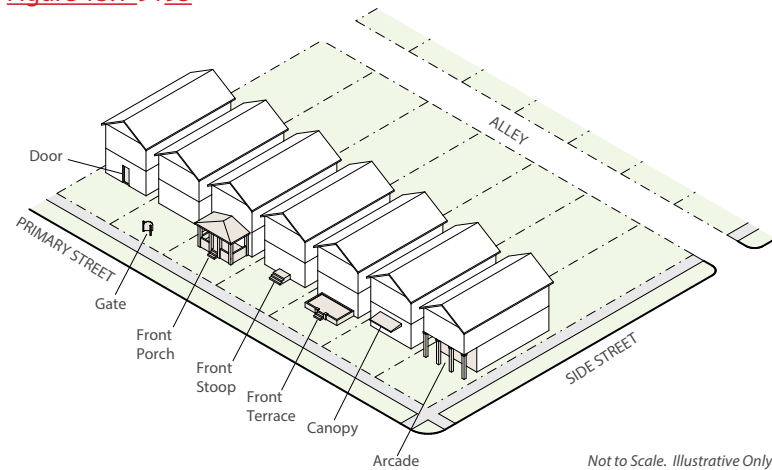 ALLEY
Door
PRIMARY STREET
Gate
Front
Porch
Front
Stoop
Front
Terrace
Canopy
Arcade
SIDE STREET
Not to Scale. Illustrative Only